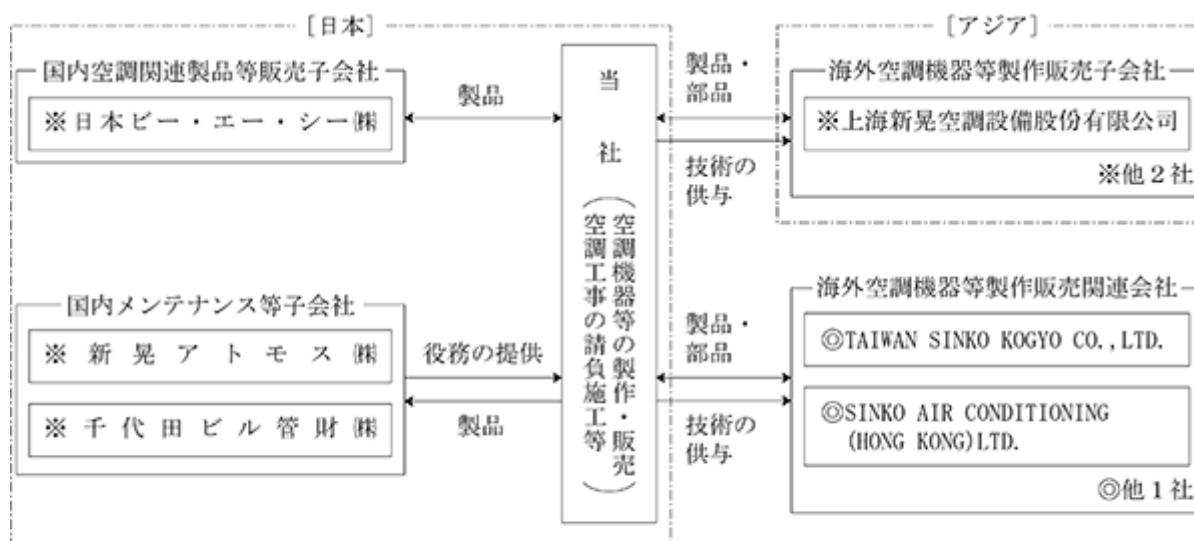 [日本]
国内空調関連製品等販売子会社
※日本ビー・エー・シー㈱
製品
国内メンテナンス等子会社
※新晃アトモス㈱
※千代田ビル管財㈱
役務の提供
製品
当社
(空調機器等の製作・販売
空調工事の請負施工等)
製品・
部品
技術の
供与
製品・
部品
技術の
供与
[アジア]
海外空調機器等製作販売子会社
※上海新晃空調設備股份有限公司
※他2社
海外空調機器等製作販売関連会社
◎TAIWAN SINKO KOGYO CO.,LTD.
◎SINKO AIR CONDITIONING
(HONG KONG)LTD.
◎他1社